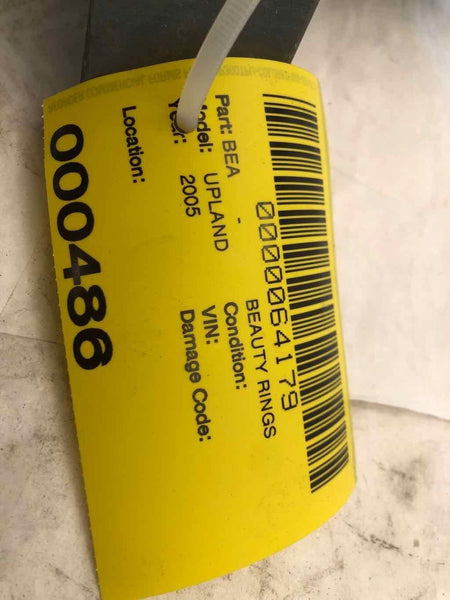 0000064179
Part: BEA - BEAUTY RINGS
Model: UPLAND Condition:
Year: 2005 VIN:
Damage Code:
Location:
000486